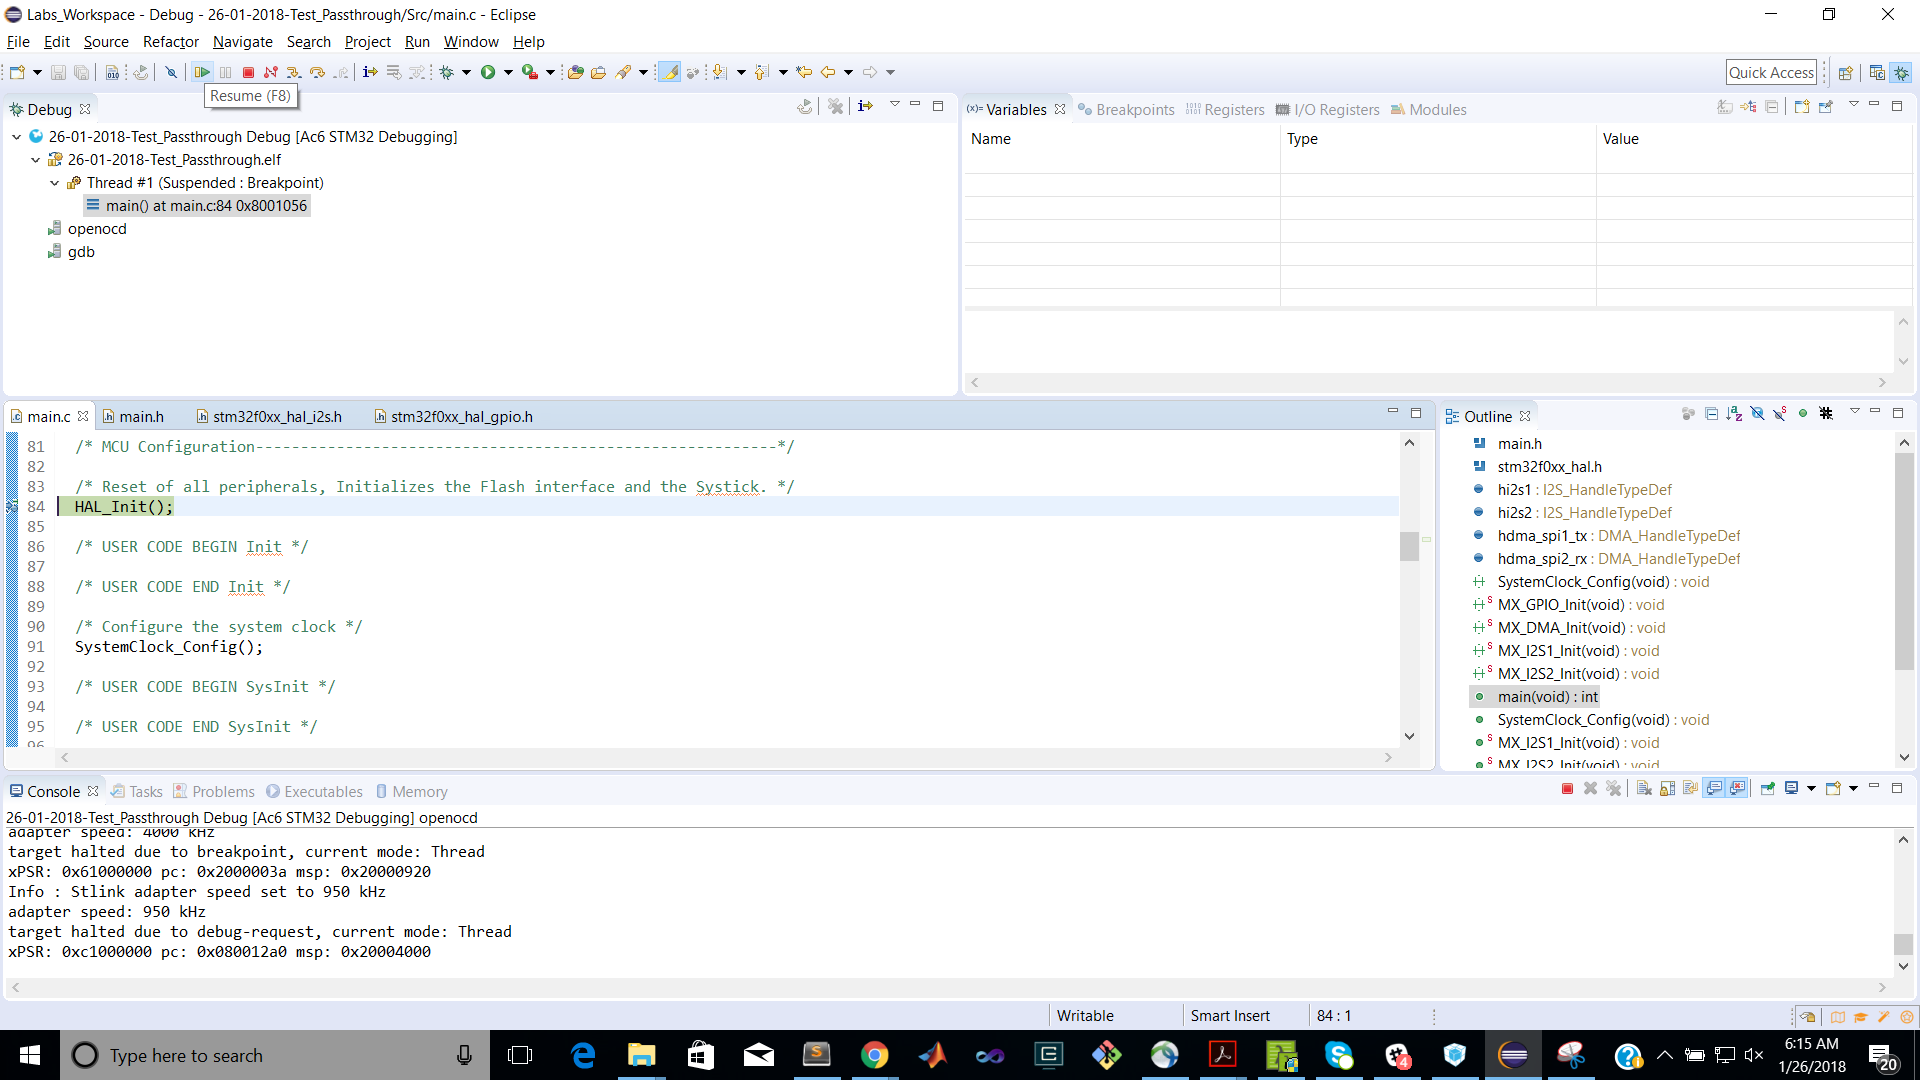 Labs_Workspace - Debug - 26-01-2018-Test_Passthrough/Src/main.c - Eclipse
File Edit Source Refactor Navigate Search Project Run Window Help
Quick Access
Resume (F8)
Debug
26-01-2018-Test_Passthrough Debug [Ac6 STM32 Debugging]
26-01-2018-Test_Passthrough.elf
Thread #1 (Suspended : Breakpoint)
main() at main.c:84 0x8001056
openocd
gdb
(x)= Variables Breakpoints Registers I/O Registers Modules
Name Type Value
main.c main.h stm32f0xx_hal_i2s.h stm32f0xx_hal_gpio.h
81 /* MCU Configuration----------------------------------------------------------*/
82
83 /* Reset of all peripherals, Initializes the Flash interface and the Systick. */
84 HAL_Init();
85
86 /* USER CODE BEGIN Init */
87
88 /* USER CODE END Init */
89
90 /* Configure the system clock */
91 SystemClock_Config();
92
93 /* USER CODE BEGIN SysInit */
94
95 /* USER CODE END SysInit */
96
Outline
main.h
stm32f0xx_hal.h
hi2s1 : I2S_HandleTypeDef
hi2s2 : I2S_HandleTypeDef
hdma_spi1_tx : DMA_HandleTypeDef
hdma_spi2_rx : DMA_HandleTypeDef
SystemClock_Config(void) : void
MX_GPIO_Init(void) : void
MX_DMA_Init(void) : void
MX_I2S1_Init(void) : void
MX_I2S2_Init(void) : void
main(void) : int
SystemClock_Config(void) : void
MX_I2S1_Init(void) : void
MX_I2S2_Init(void) : void
Console Tasks Problems Executables Memory
26-01-2018-Test_Passthrough Debug [Ac6 STM32 Debugging] openocd
adapter speed: 4000 kHz
target halted due to breakpoint, current mode: Thread
xPSR: 0x61000000 pc: 0x2000003a msp: 0x20000920
Info : Stlink adapter speed set to 950 kHz
adapter speed: 950 kHz
target halted due to debug-request, current mode: Thread
xPSR: 0xc1000000 pc: 0x080012a0 msp: 0x20004000
Writable Smart Insert 84 : 1
Type here to search
4
6:15 AM
1/26/2018
20